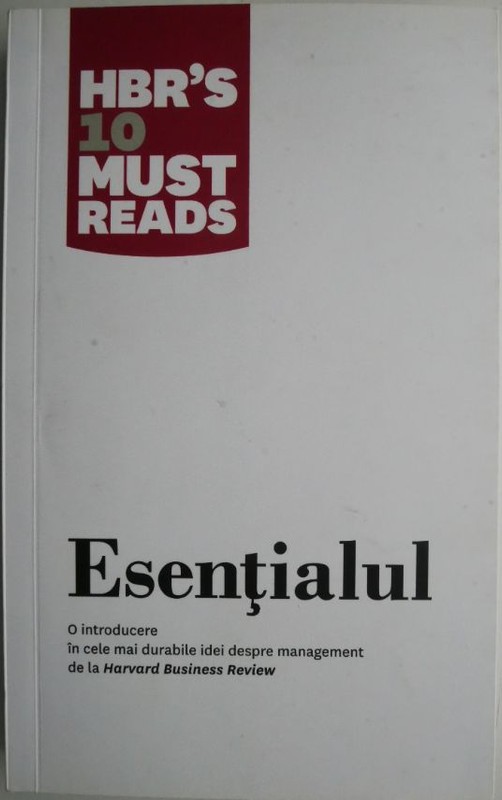 HBR'S
10
MUST
READS
Esenţialul
O introducere
în cele mai durabile idei despre management
de la Harvard Business Review